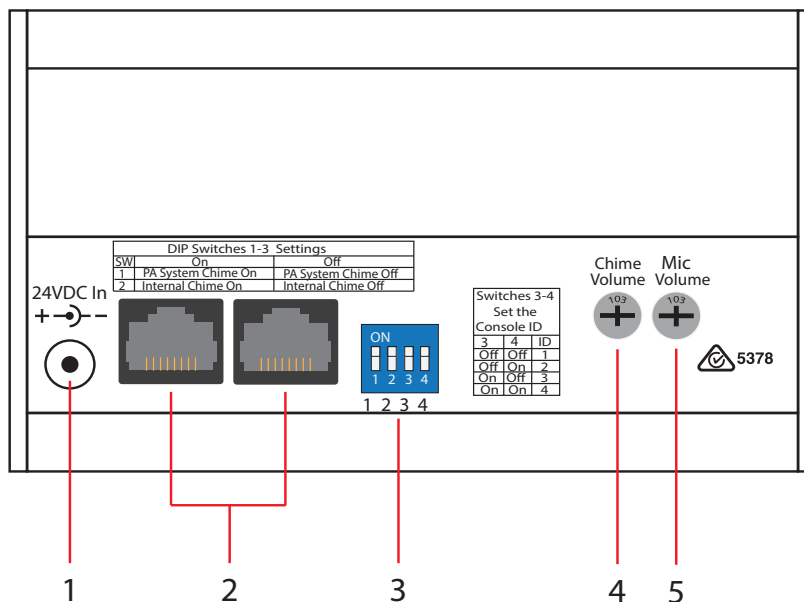 DIP Switches 1-3 Settings
SW On Off
1 PA System Chime On PA System Chime Off
2 Internal Chime On Internal Chime Off
24VDC In
+ -
ON
1 2 3 4
1 2 3 4
Switches 3-4
Set the
Console ID
3 4 ID
Off Off 1
Off On 2
On Off 3
On On 4
Chime
Volume
103
Mic
Volume
103
5378
1 2 3 4 5